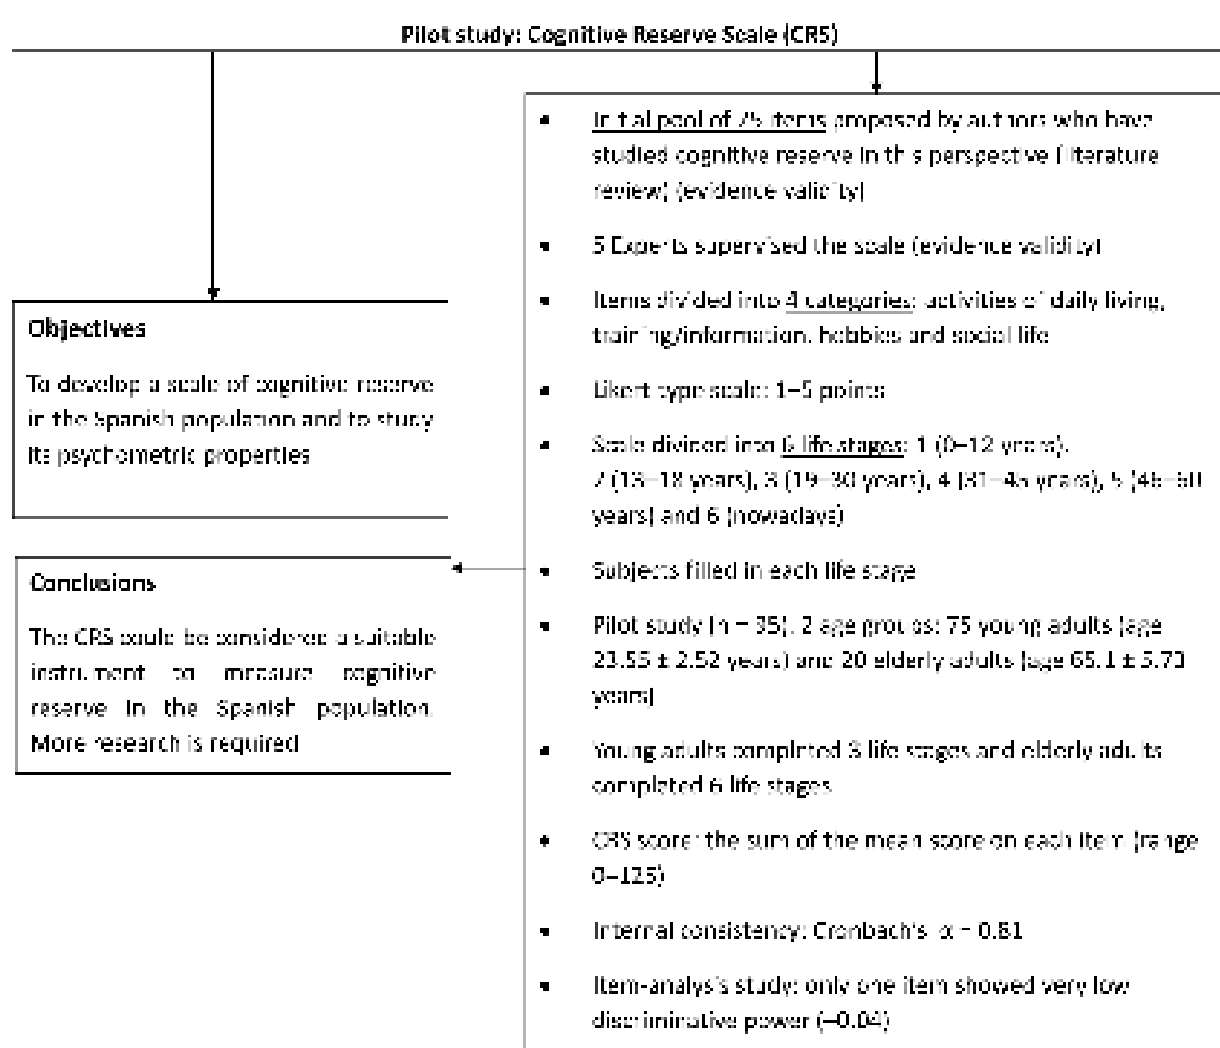 Pilot study: Cognitive Reserve Scale (CRS)
Objectives
To develop a scale of cognitive reserve
in the Spanish population and to study
its psychometric properties
Conclusions
The CRS could be considered a suitable
instrument to measure cognitive
reserve in the Spanish population.
More research is required
• Initial pool of 25 items proposed by authors who have
studied cognitive reserve in this perspective (literature
review) (evidence validity)
• 5 Experts supervised the scale (evidence validity)
• Items divided into 4 categories: activities of daily living,
training/information, hobbies and social life
• Likert type scale: 1–5 points
• Scale divided into 6 life stages: 1 (0–12 years),
2 (13–18 years), 3 (19–30 years), 4 (31–45 years), 5 (46–60
years) and 6 (nowadays)
• Subjects filled in each life stage
• Pilot study (n = 95). 2 age groups: 75 young adults (age
23.55 ± 2.52 years) and 20 elderly adults (age 65.1 ± 5.73
years)
• Young adults completed 3 life stages and elderly adults
completed 6 life stages
• CRS score: the sum of the mean score on each item (range
0–125)
• Internal consistency: Cronbach's α = 0.81
• Item-analysis study: only one item showed very low
discriminative power (–0.04)